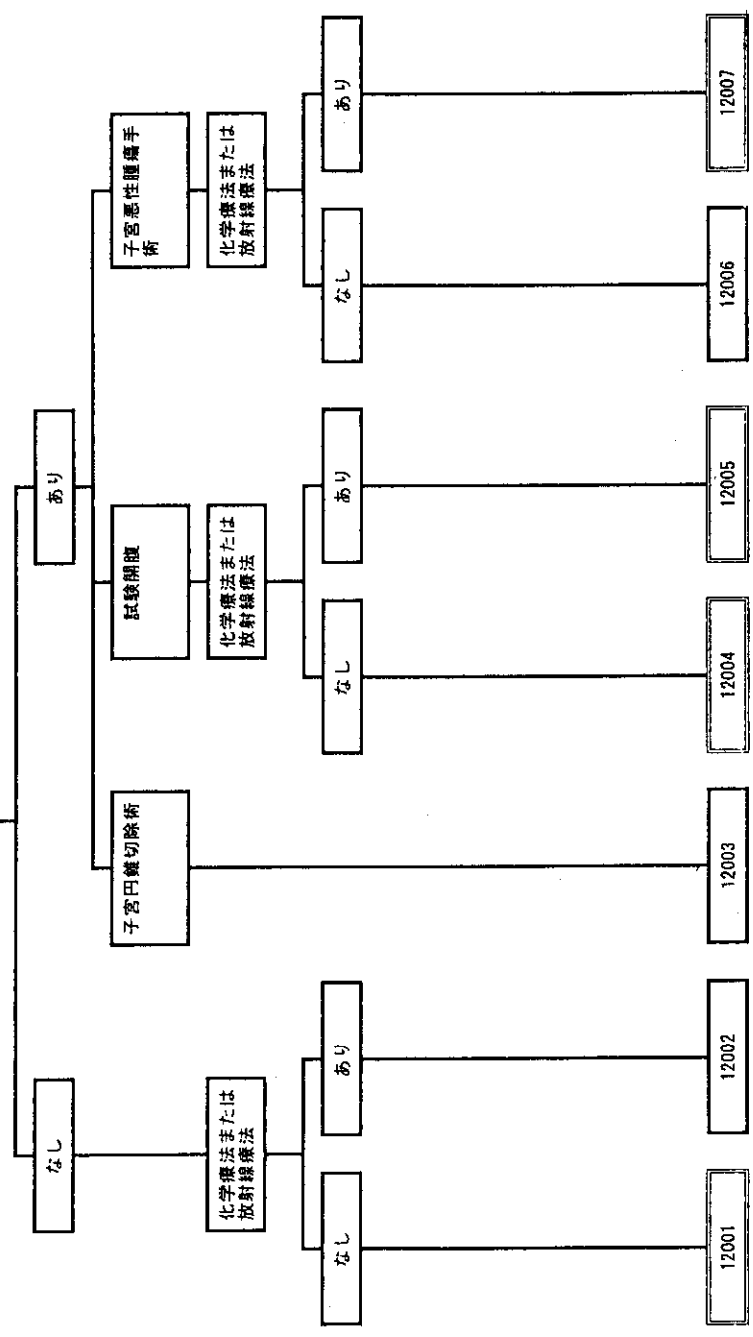 なし
あり
子宮円錐切除術
試験開腹
子宮悪性腫瘍手
術
化学療法または
放射線療法
化学療法または
放射線療法
化学療法または
放射線療法
なし
あり
なし
あり
なし
あり
12001
12002
12003
12004
12005
12006
12007